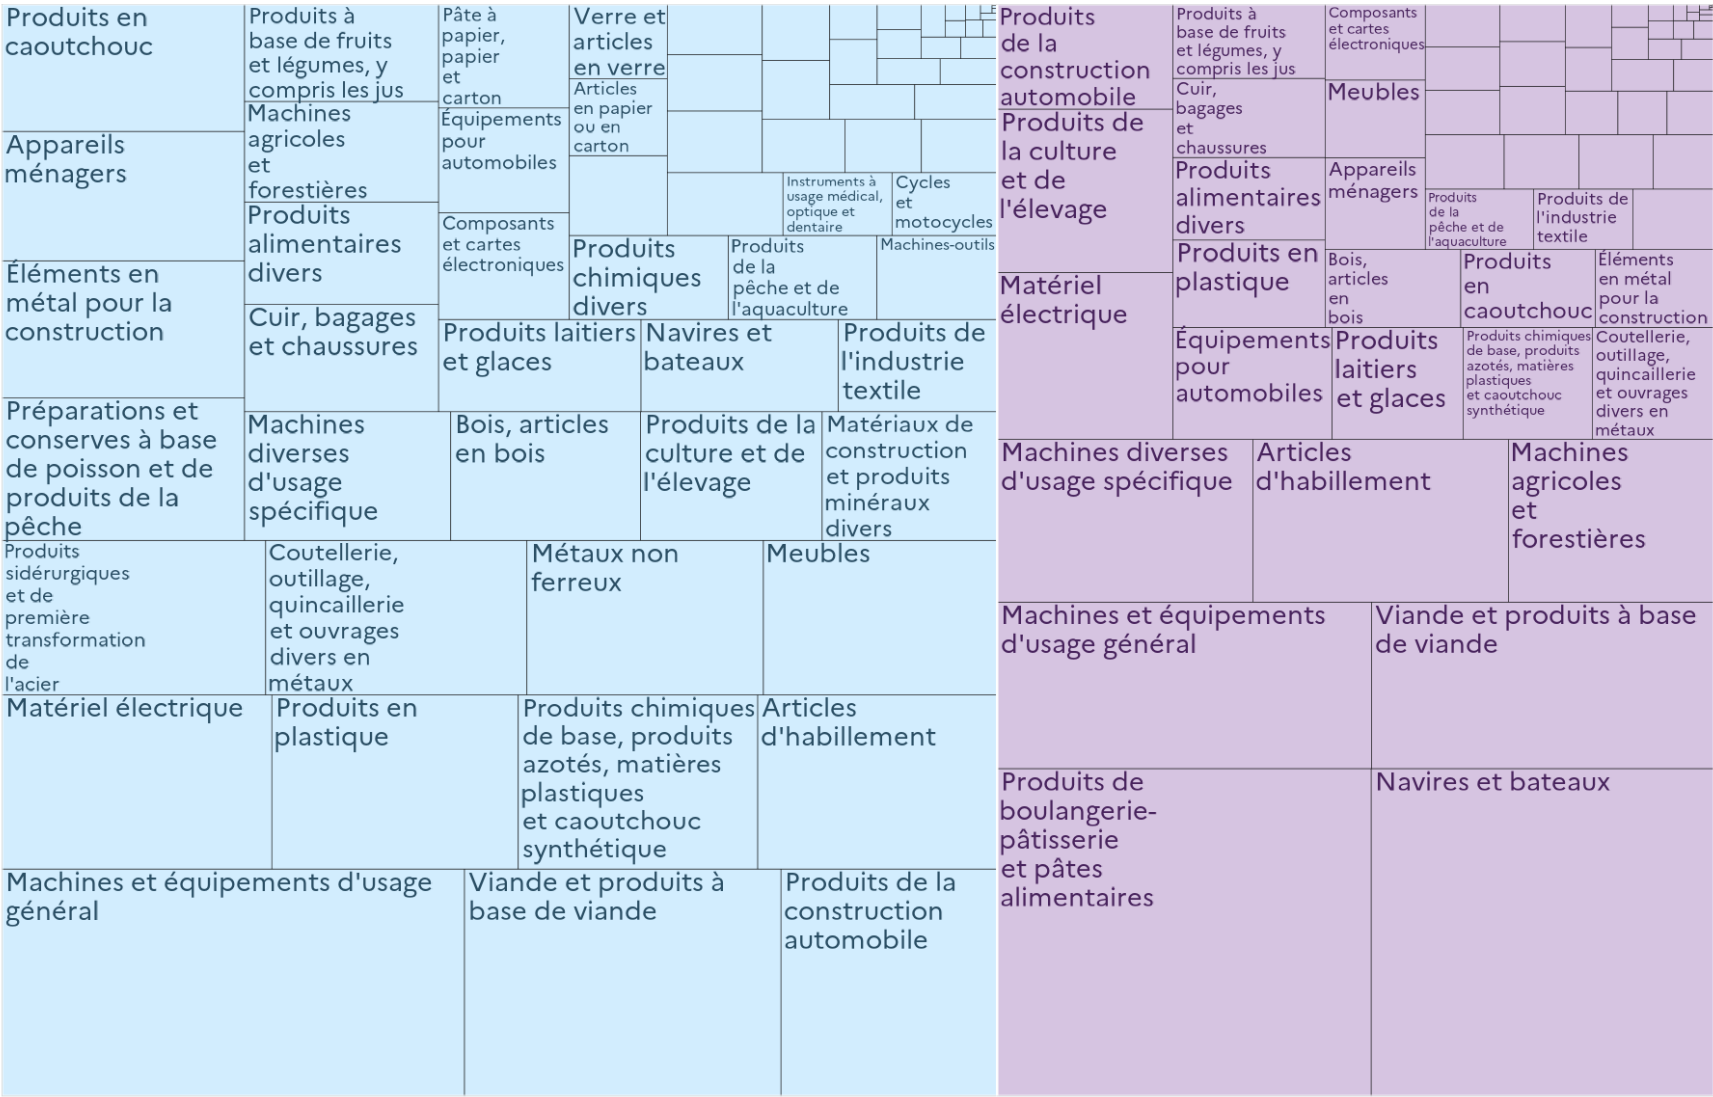 Produits en
caoutchouc
Appareils
ménagers
Éléments en
métal pour la
construction
Préparations et
conserves à base
de poisson et de
produits de la
pêche
Produits à
base de fruits
et légumes, y
compris les jus
Machines
agricoles
et
forestières
Produits
alimentaires
divers
Cuir, bagages
et chaussures
Pâte à
papier,
papier
et
carton
Équipements
pour
automobiles
Composants
et cartes
électroniques
Verre et
articles
en verre
Articles
en papier
ou en
carton
Instruments à
usage médical,
optique et
dentaire
Cycles
et
motocycles
Produits
chimiques
divers
Produits
de la
pêche et de
l'aquaculture
Machines-outils
Produits laitiers
et glaces
Navires et
bateaux
Produits de
l'industrie
textile
Machines
diverses
d'usage
spécifique
Bois, articles
en bois
Produits de la
culture et de
l'élevage
Matériaux de
construction
et produits
minéraux
divers
Produits
sidérurgiques
et de
première
transformation
de
l'acier
Coutellerie,
outillage,
quincaillerie
et ouvrages
divers en
métaux
Métaux non
ferreux
Meubles
Matériel électrique
Produits en
plastique
Produits chimiques
de base, produits
azotés, matières
plastiques
et caoutchouc
synthétique
Articles
d'habillement
Machines et équipements d'usage
général
Viande et produits à
base de viande
Produits de la
construction
automobile
Produits
de la
construction
automobile
Produits de
la culture
et de
l'élevage
Matériel
électrique
Produits à
base de fruits
et légumes, y
compris les jus
Cuir,
bagages
et
chaussures
Produits
alimentaires
divers
Produits en
plastique
Équipements
pour
automobiles
Composants
et cartes
électroniques
Meubles
Appareils
ménagers
Produits
de la
pêche et de
l'aquaculture
Produits de
l'industrie
textile
Bois,
articles
en
bois
Produits
en
caoutchouc
Éléments
en métal
pour la
construction
Produits
laitiers
et glaces
Produits chimiques
de base, produits
azotés, matières
plastiques
et caoutchouc
synthétique
Coutellerie,
outillage,
quincaillerie
et ouvrages
divers en
métaux
Machines diverses
d'usage spécifique
Articles
d'habillement
Machines
agricoles
et
forestières
Machines et équipements
d'usage général
Viande et produits à base
de viande
Produits de
boulangerie-
pâtisserie
et pâtes
alimentaires
Navires et bateaux